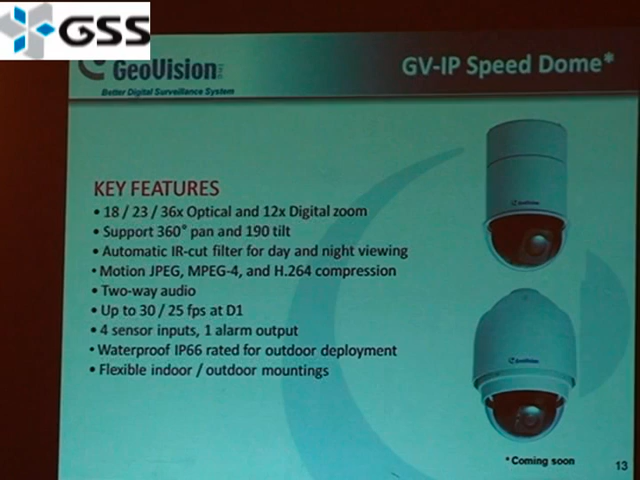 GSS
GeoVision INC
GV-IP Speed Dome*
Better Digital Surveillance System
KEY FEATURES
• 18 / 23 / 36x Optical and 12x Digital zoom
• Support 360° pan and 190 tilt
• Automatic IR-cut filter for day and night viewing
• Motion JPEG, MPEG-4, and H.264 compression
• Two-way audio
• Up to 30 / 25 fps at D1
• 4 sensor inputs, 1 alarm output
• Waterproof IP66 rated for outdoor deployment
• Flexible indoor / outdoor mountings
GeoVision
GeoVision
* Coming soon
13